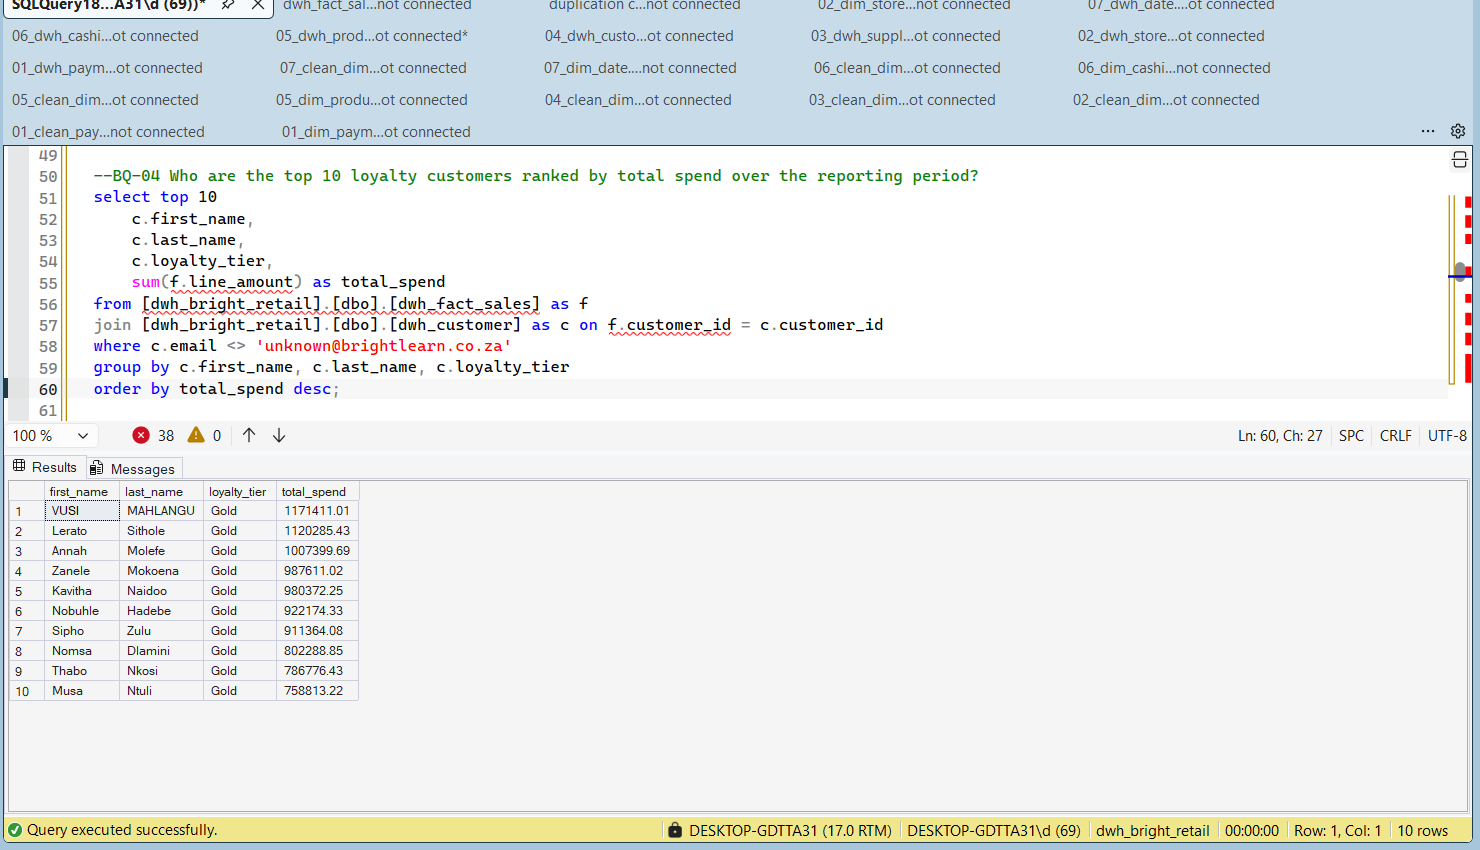 SQLQuery18...A31\d (69))* dwh_fact_sal...not connected duplication c...not connected 02_dim_store...not connected 07_dwh_date....ot connected
06_dwh_cashi...ot connected 05_dwh_prod...ot connected* 04_dwh_custo...ot connected 03_dwh_suppl...ot connected 02_dwh_store...ot connected
01_dwh_paym...ot connected 07_clean_dim...ot connected 07_dim_date....not connected 06_clean_dim...ot connected 06_dim_cashi...not connected
05_clean_dim...ot connected 05_dim_produ...ot connected 04_clean_dim...ot connected 03_clean_dim...ot connected 02_clean_dim...ot connected
01_clean_pay...not connected 01_dim_paym...ot connected
49
50 --BQ-04 Who are the top 10 loyalty customers ranked by total spend over the reporting period?
51 select top 10
52 c.first_name,
53 c.last_name,
54 c.loyalty_tier,
55 sum(f.line_amount) as total_spend
56 from [dwh_bright_retail].[dbo].[dwh_fact_sales] as f
57 join [dwh_bright_retail].[dbo].[dwh_customer] as c on f.customer_id = c.customer_id
58 where c.email <> 'unknown@brightlearn.co.za'
59 group by c.first_name, c.last_name, c.loyalty_tier
60 order by total_spend desc;
61
100 % 38 0 Ln: 60, Ch: 27 SPC CRLF UTF-8
Results Messages
first_name last_name loyalty_tier total_spend
1 VUSI MAHLANGU Gold 1171411.01
2 Lerato Sithole Gold 1120285.43
3 Annah Molefe Gold 1007399.69
4 Zanele Mokoena Gold 987611.02
5 Kavitha Naidoo Gold 980372.25
6 Nobuhle Hadebe Gold 922174.33
7 Sipho Zulu Gold 911364.08
8 Nomsa Dlamini Gold 802288.85
9 Thabo Nkosi Gold 786776.43
10 Musa Ntuli Gold 758813.22
Query executed successfully. DESKTOP-GDTTA31 (17.0 RTM) DESKTOP-GDTTA31\d (69) dwh_bright_retail 00:00:00 Row: 1, Col: 1 10 rows